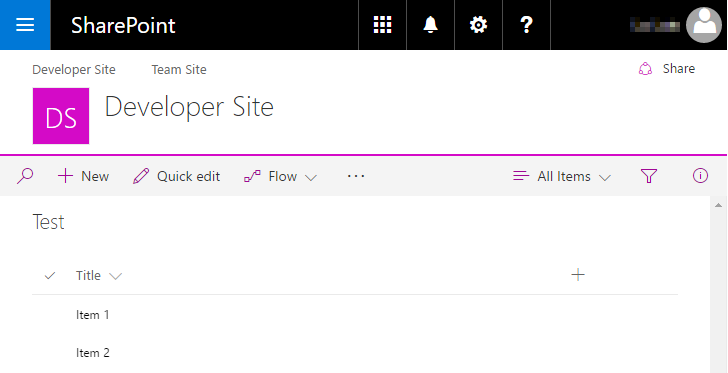 SharePoint ?
Developer Site Team Site Share
DS Developer Site
New Quick edit Flow ... All Items
Test
Title
Item 1
Item 2